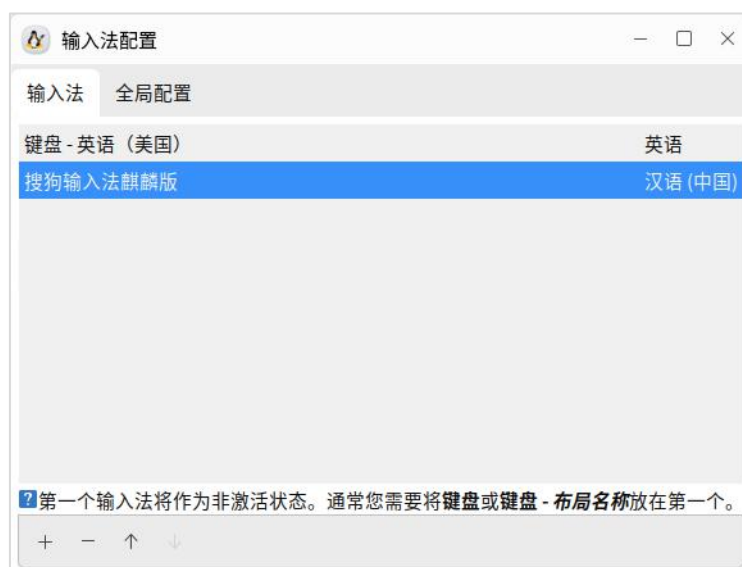 输入法配置
输入法 全局配置
键盘 - 英语（美国） 英语
搜狗输入法麒麟版 汉语 (中国)
?第一个输入法将作为非激活状态。通常您需要将键盘或键盘 - 布局名称放在第一个。